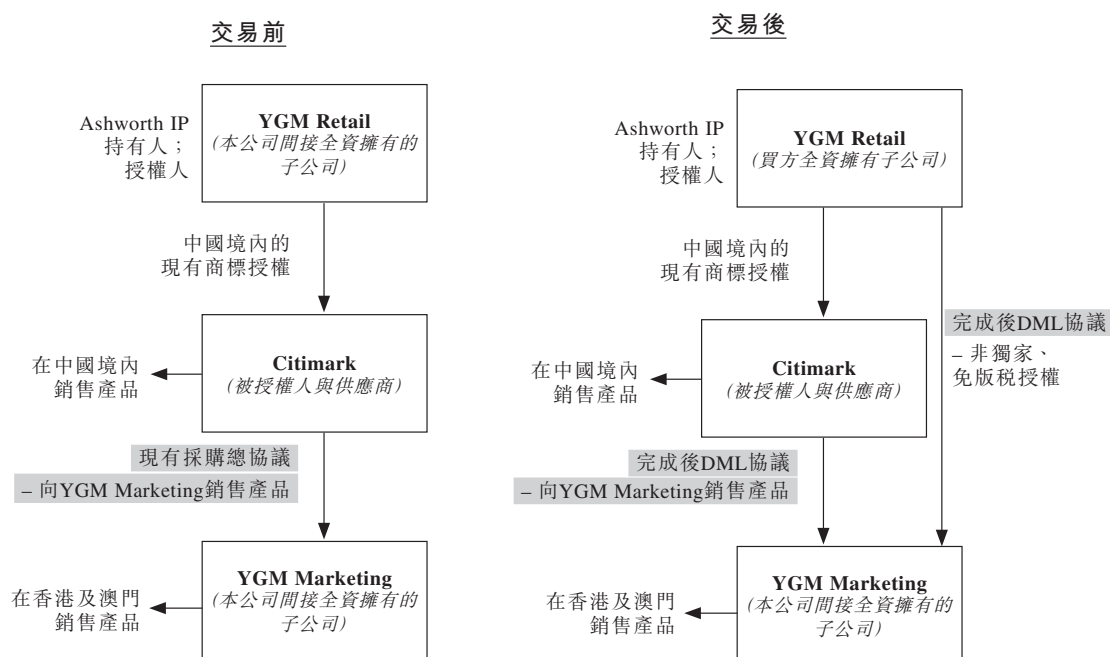 交易前
Ashworth IP
持有人；
授權人
YGM Retail
(本公司間接全資擁有的
子公司)
中國境內的
現有商標授權
在中國境內
銷售產品
Citimark
(被授權人與供應商)
現有採購總協議
– 向YGM Marketing銷售產品
在香港及澳門
銷售產品
YGM Marketing
(本公司間接全資擁有的
子公司)
交易後
Ashworth IP
持有人；
授權人
YGM Retail
(買方全資擁有子公司)
中國境內的
現有商標授權
完成後DML協議
– 非獨家、
免版稅授權
在中國境內
銷售產品
Citimark
(被授權人與供應商)
完成後DML協議
– 向YGM Marketing銷售產品
在香港及澳門
銷售產品
YGM Marketing
(本公司間接全資擁有的
子公司)